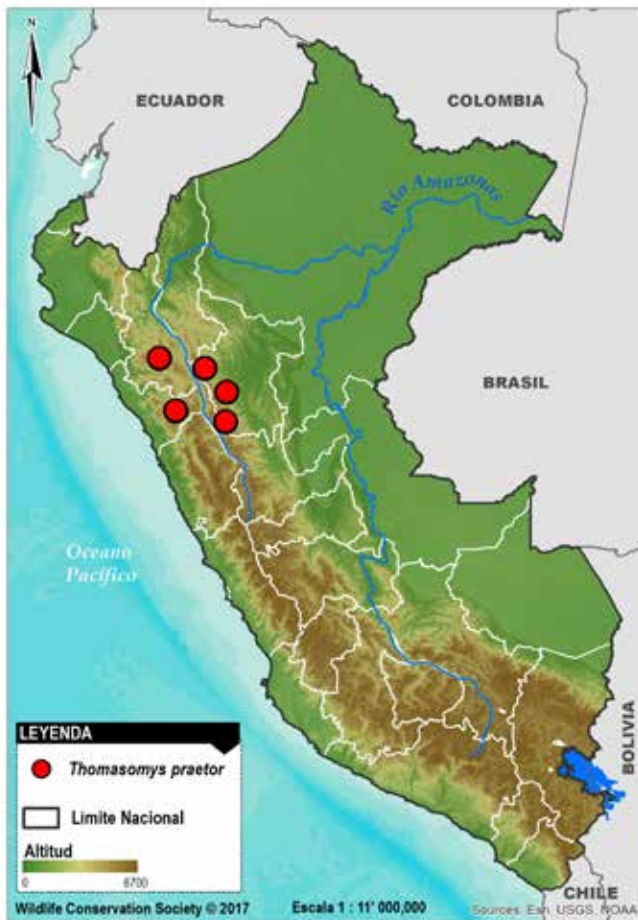 N
ECUADOR
COLOMBIA
Río Amazonas
BRASIL
Oceano
Pacífico
BOLIVIA
LEYENDA
Thomasomys praetor
Limite Nacional
Altitud
0 6700
CHILE
Wildlife Conservation Society © 2017 Escala 1 : 11' 000,000 Sources: Esri, USGS, NOAA